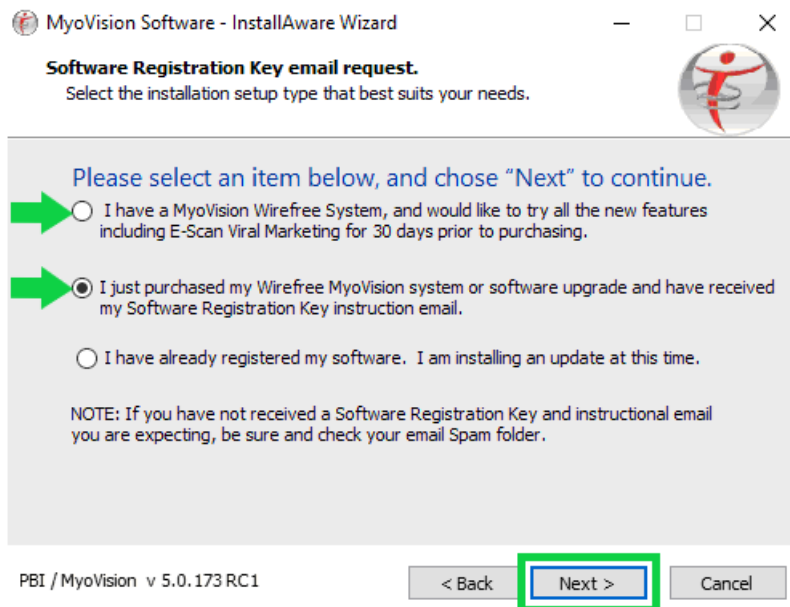 MyoVision Software - InstallAware Wizard
Software Registration Key email request.
Select the installation setup type that best suits your needs.
Please select an item below, and chose "Next" to continue.
I have a MyoVision Wirefree System, and would like to try all the new features
including E-Scan Viral Marketing for 30 days prior to purchasing.
I just purchased my Wirefree MyoVision system or software upgrade and have received
my Software Registration Key instruction email.
I have already registered my software. I am installing an update at this time.
NOTE: If you have not received a Software Registration Key and instructional email
you are expecting, be sure and check your email Spam folder.
PBI / MyoVision v 5.0.173 RC1
< Back
Next >
Cancel